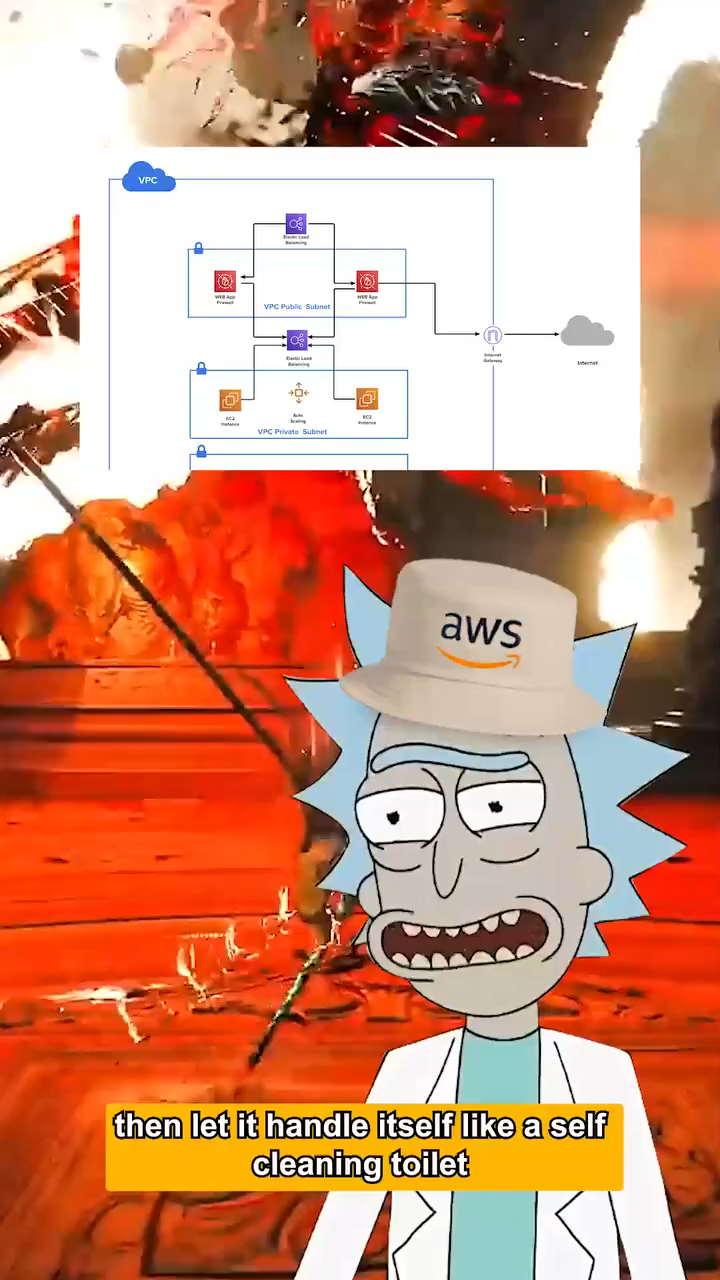 VPC
Elastic Load
Balancing
WEB App
Firewall
WEB App
Firewall
VPC Public Subnet
Elastic Load
Balancing
Internet
Gateway
Internet
EC2
Instance
Auto
Scaling
EC2
Instance
VPC Private Subnet
aws
then let it handle itself like a self
cleaning toilet